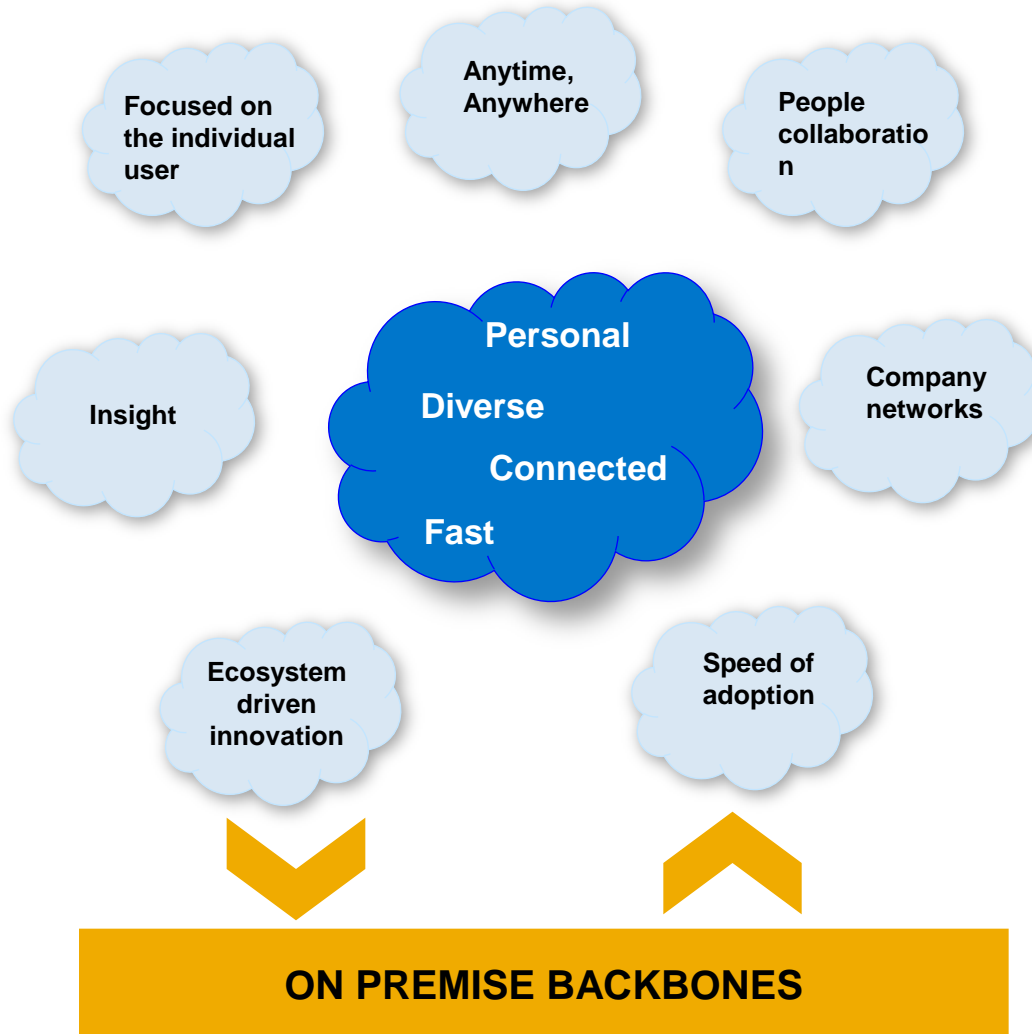 Focused on
the individual
user
Anytime,
Anywhere
People
collaboratio
n
Insight
Personal
Diverse
Connected
Fast
Company
networks
Ecosystem
driven
innovation
Speed of
adoption
ON PREMISE BACKBONES